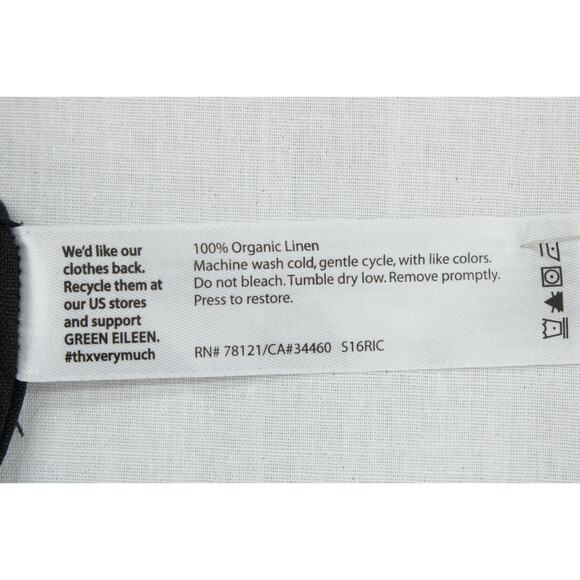 We'd like our
clothes back.
Recycle them at
our US stores
and support
GREEN EILEEN.
#thxverymuch
100% Organic Linen
Machine wash cold, gentle cycle, with like colors.
Do not bleach. Tumble dry low. Remove promptly.
Press to restore.
RN# 78121/CA#34460 S16RIC